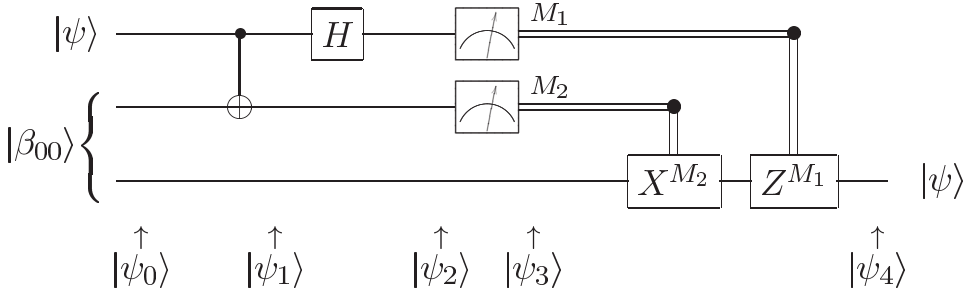 |ψ⟩ H M₁
M₂
|β₀₀⟩
X^{M₂} Z^{M₁} |ψ⟩
↑ ↑ ↑ ↑ ↑
|ψ₀⟩ |ψ₁⟩ |ψ₂⟩ |ψ₃⟩ |ψ₄⟩